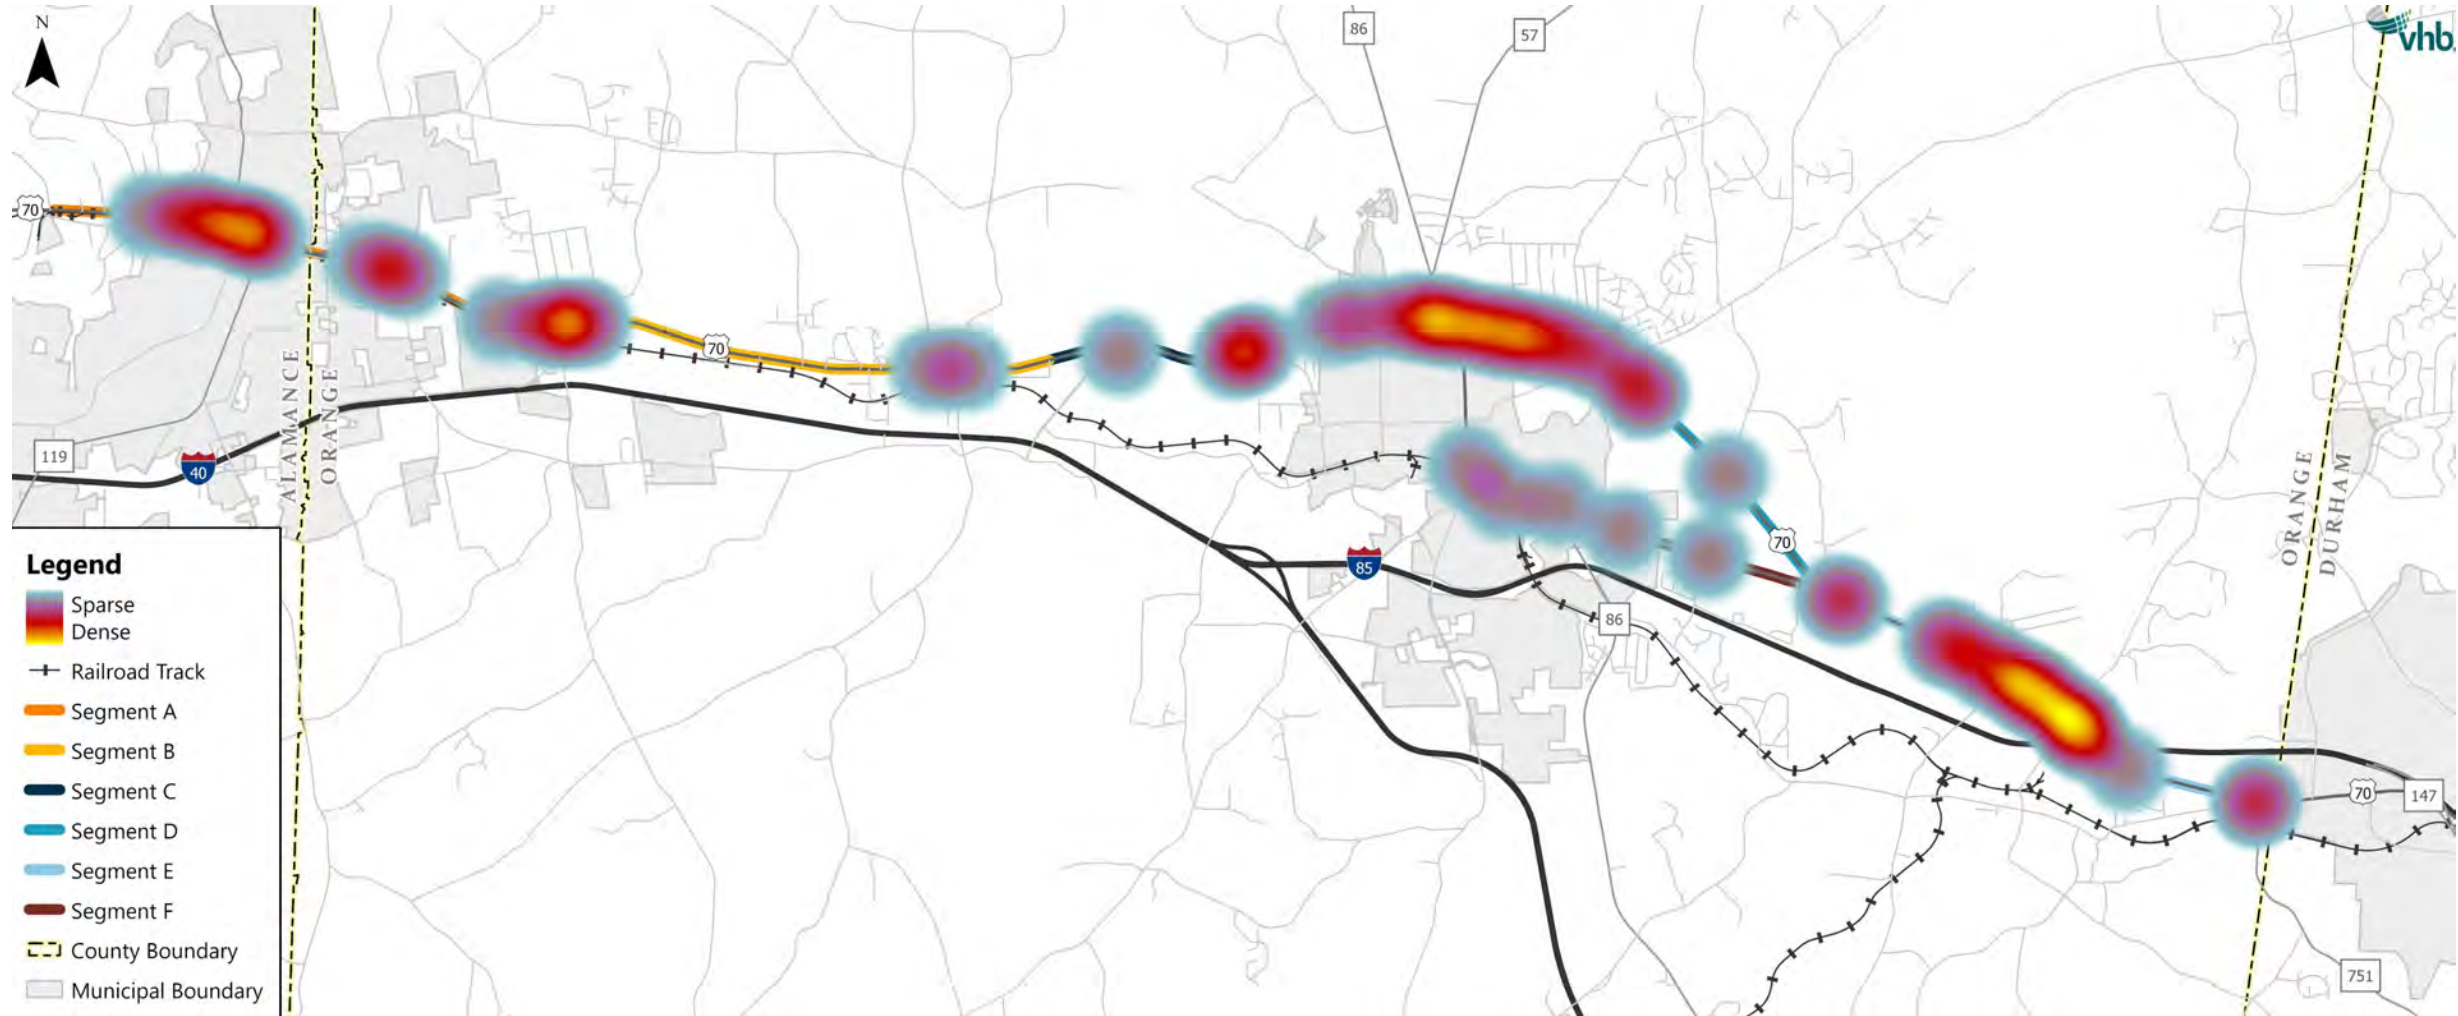 N
86
57
vhb
70
70
119
40
ALAMANCE
ORANGE
70
85
86
ORANGE
DURHAM
70
147
751
Legend
Sparse
Dense
Railroad Track
Segment A
Segment B
Segment C
Segment D
Segment E
Segment F
County Boundary
Municipal Boundary
70